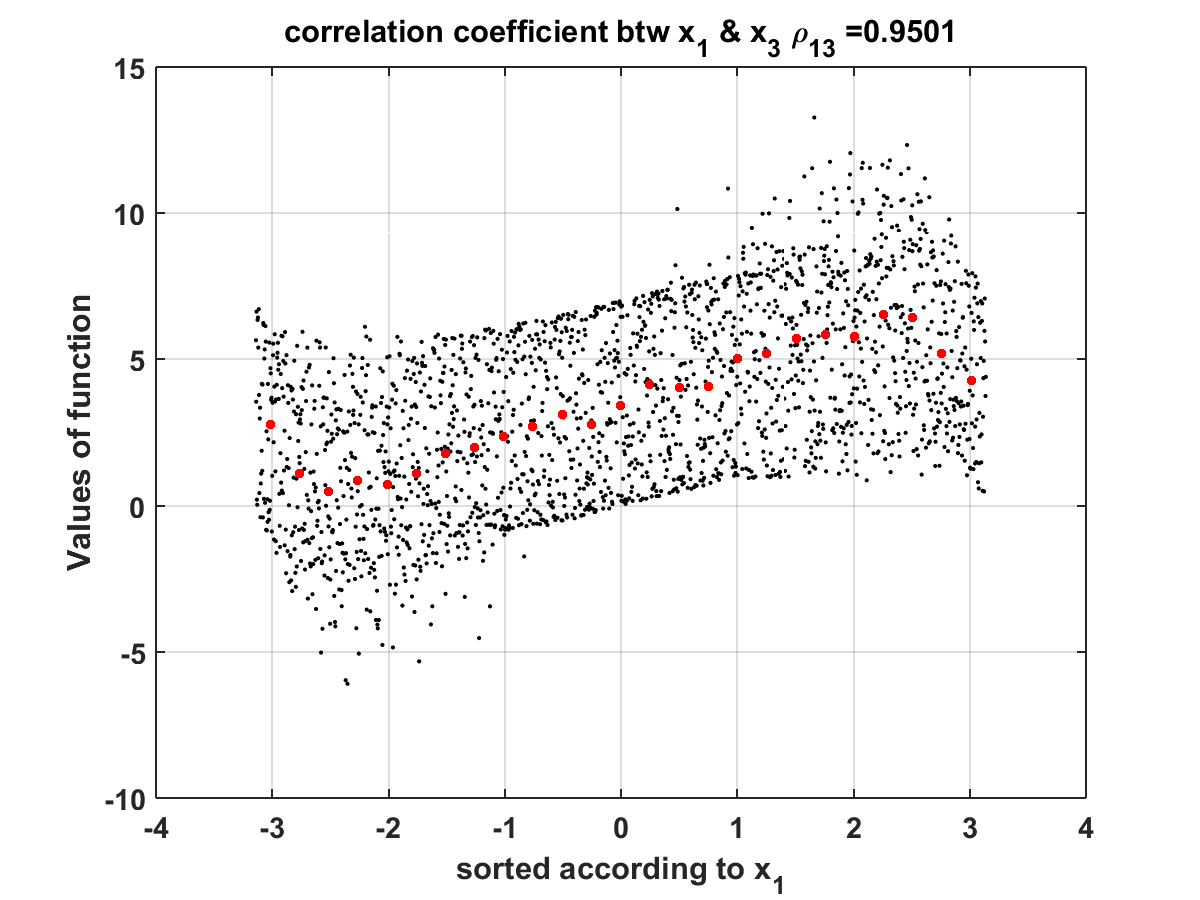 correlation coefficient btw x₁ & x₃ ρ₁₃ =0.9501
Values of function
15
10
5
0
-5
-10
-4 -3 -2 -1 0 1 2 3 4
sorted according to x₁